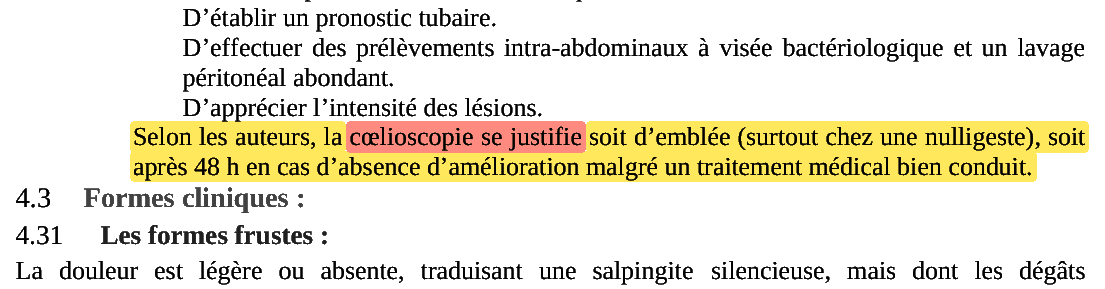 D’établir un pronostic tubaire.
D’effectuer des prélèvements intra-abdominaux à visée bactériologique et un lavage
péritonéal abondant.
D’apprécier l’intensité des lésions.
Selon les auteurs, la cœlioscopie se justifie soit d’emblée (surtout chez une nulligeste), soit
après 48 h en cas d’absence d’amélioration malgré un traitement médical bien conduit.
4.3 Formes cliniques :
4.31 Les formes frustes :
La douleur est légère ou absente, traduisant une salpingite silencieuse, mais dont les dégâts